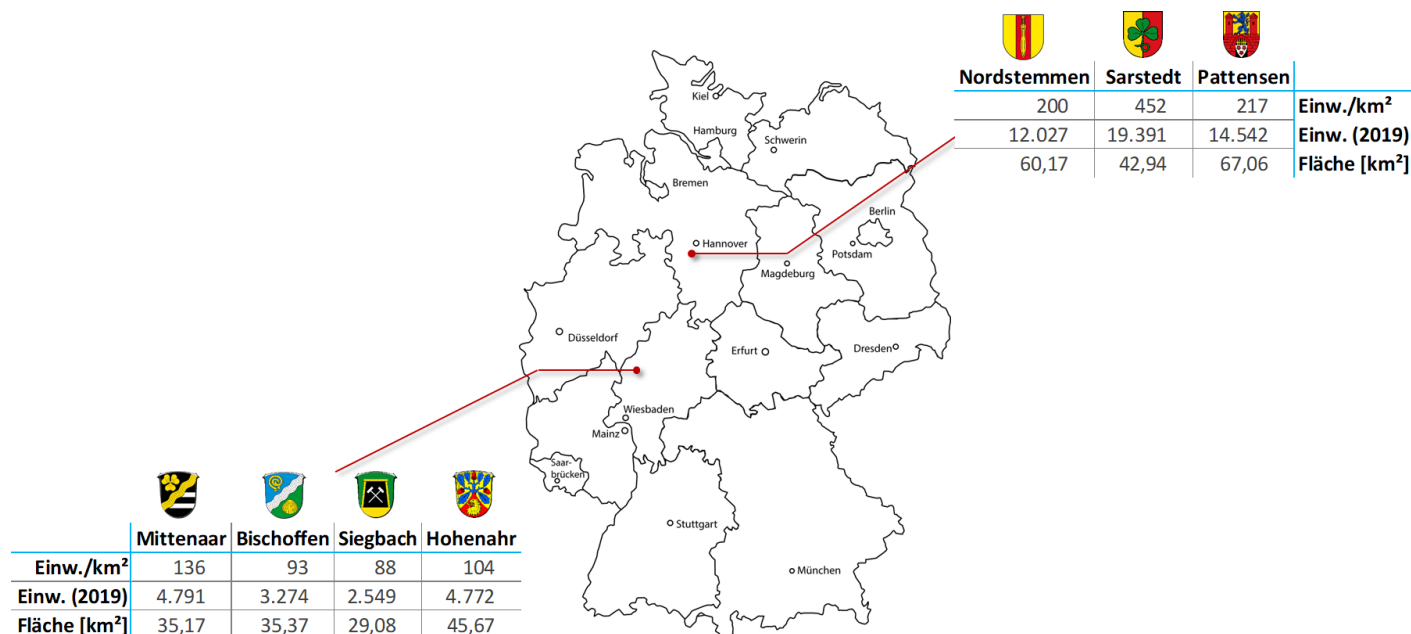 Nordstemmen Sarstedt Pattensen
200 452 217 Einw./km²
12.027 19.391 14.542 Einw. (2019)
60,17 42,94 67,06 Fläche [km²]
Kiel
Hamburg
Schwerin
Bremen
Berlin
Hannover
Potsdam
Magdeburg
Düsseldorf
Erfurt
Dresden
Wiesbaden
Mainz
Saar-
brücken
Stuttgart
München
Mittenaar Bischoffen Siegbach Hohenahr
Einw./km² 136 93 88 104
Einw. (2019) 4.791 3.274 2.549 4.772
Fläche [km²] 35,17 35,37 29,08 45,67